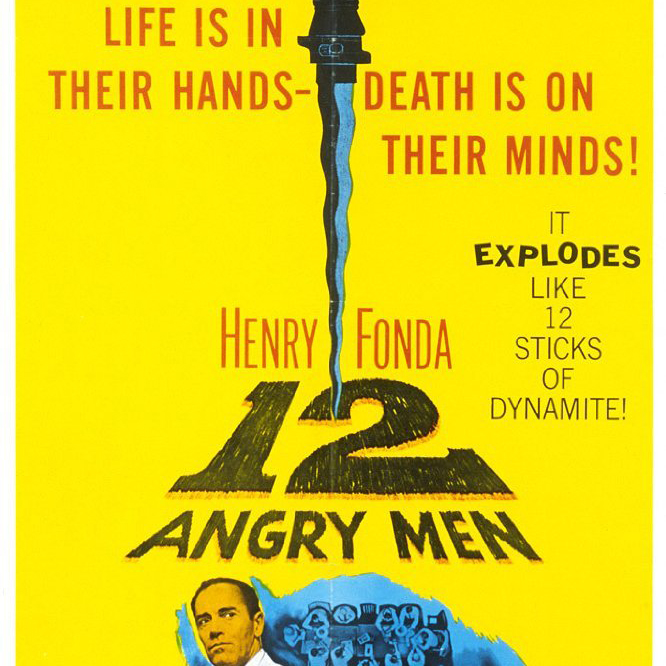 LIFE IS IN
THEIR HANDS- DEATH IS ON
THEIR MINDS!
IT
EXPLODES
LIKE
12
STICKS
OF
DYNAMITE!
HENRY FONDA
12
ANGRY MEN